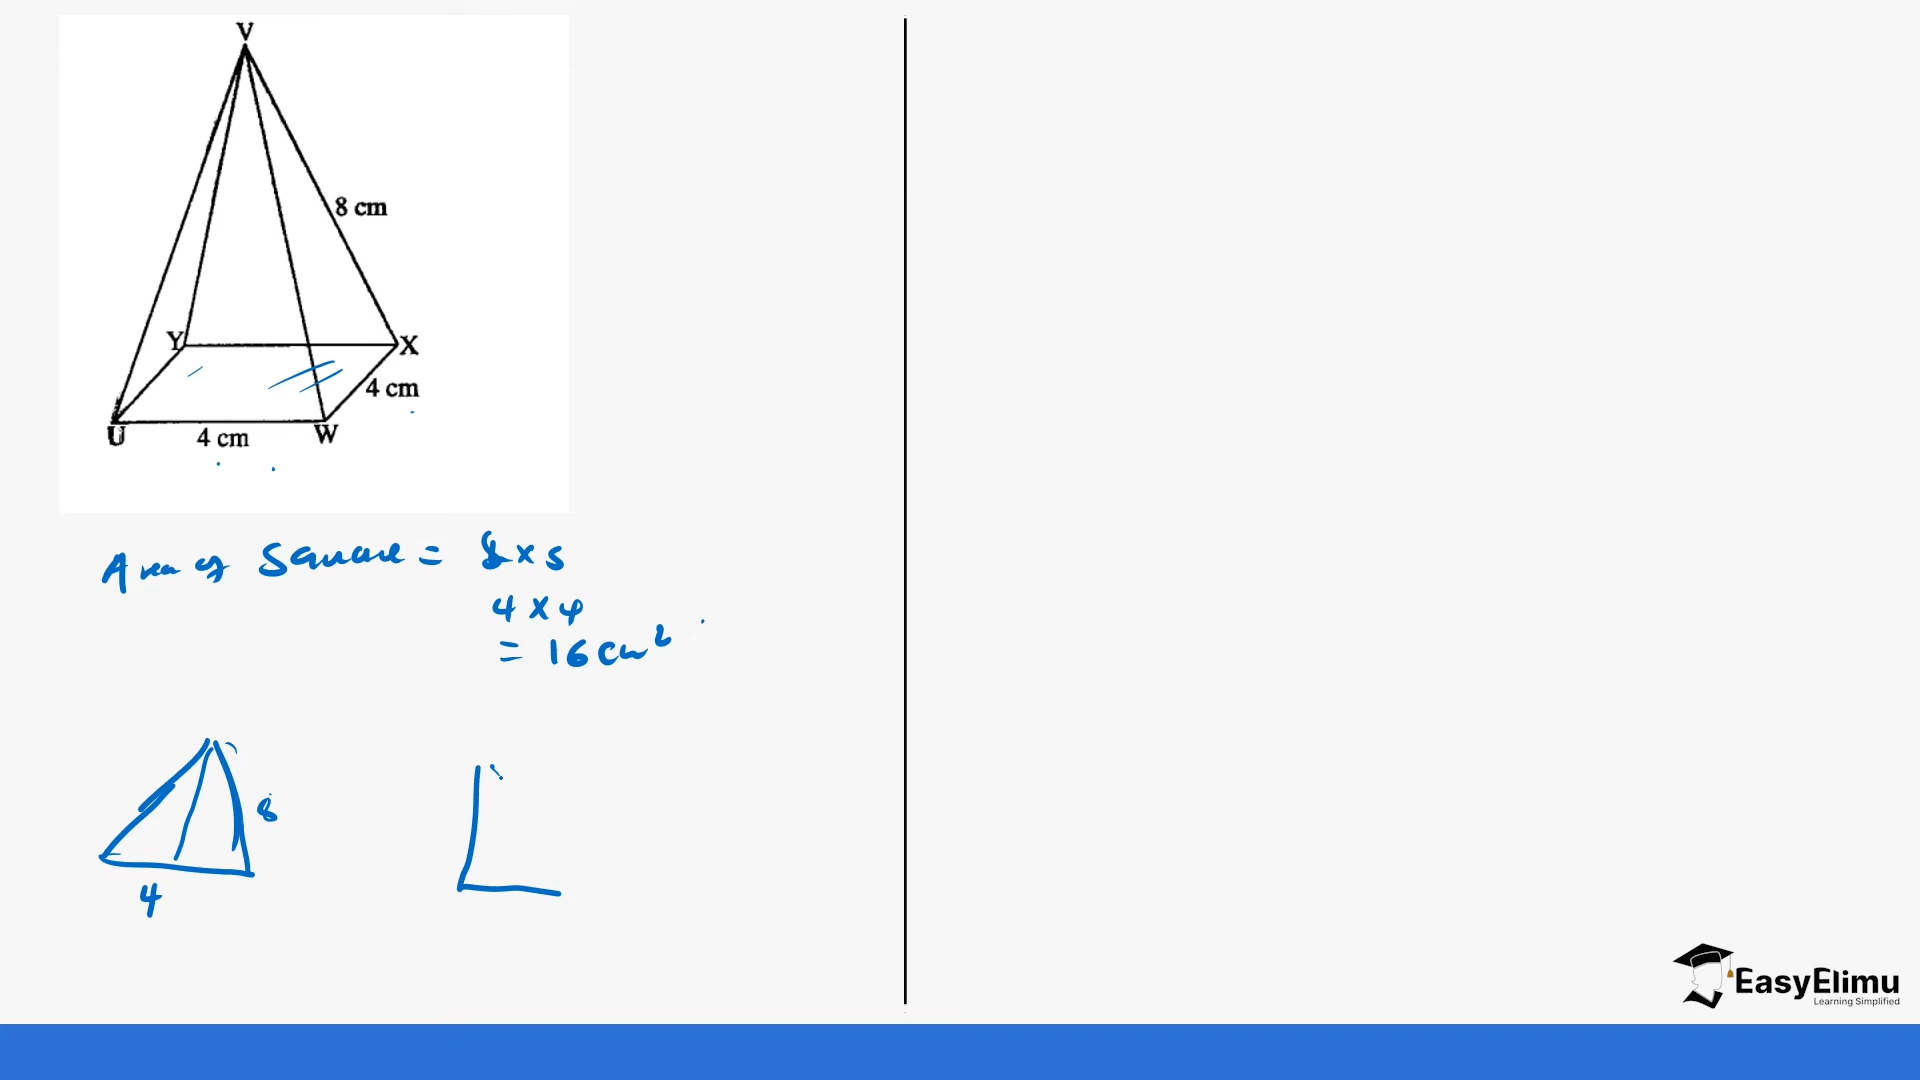 V
8 cm
Y
X
4 cm
U
4 cm
W
Area of Square = s x s
4 x 4
= 16 cm²
8
4
EasyElimu
Learning Simplified